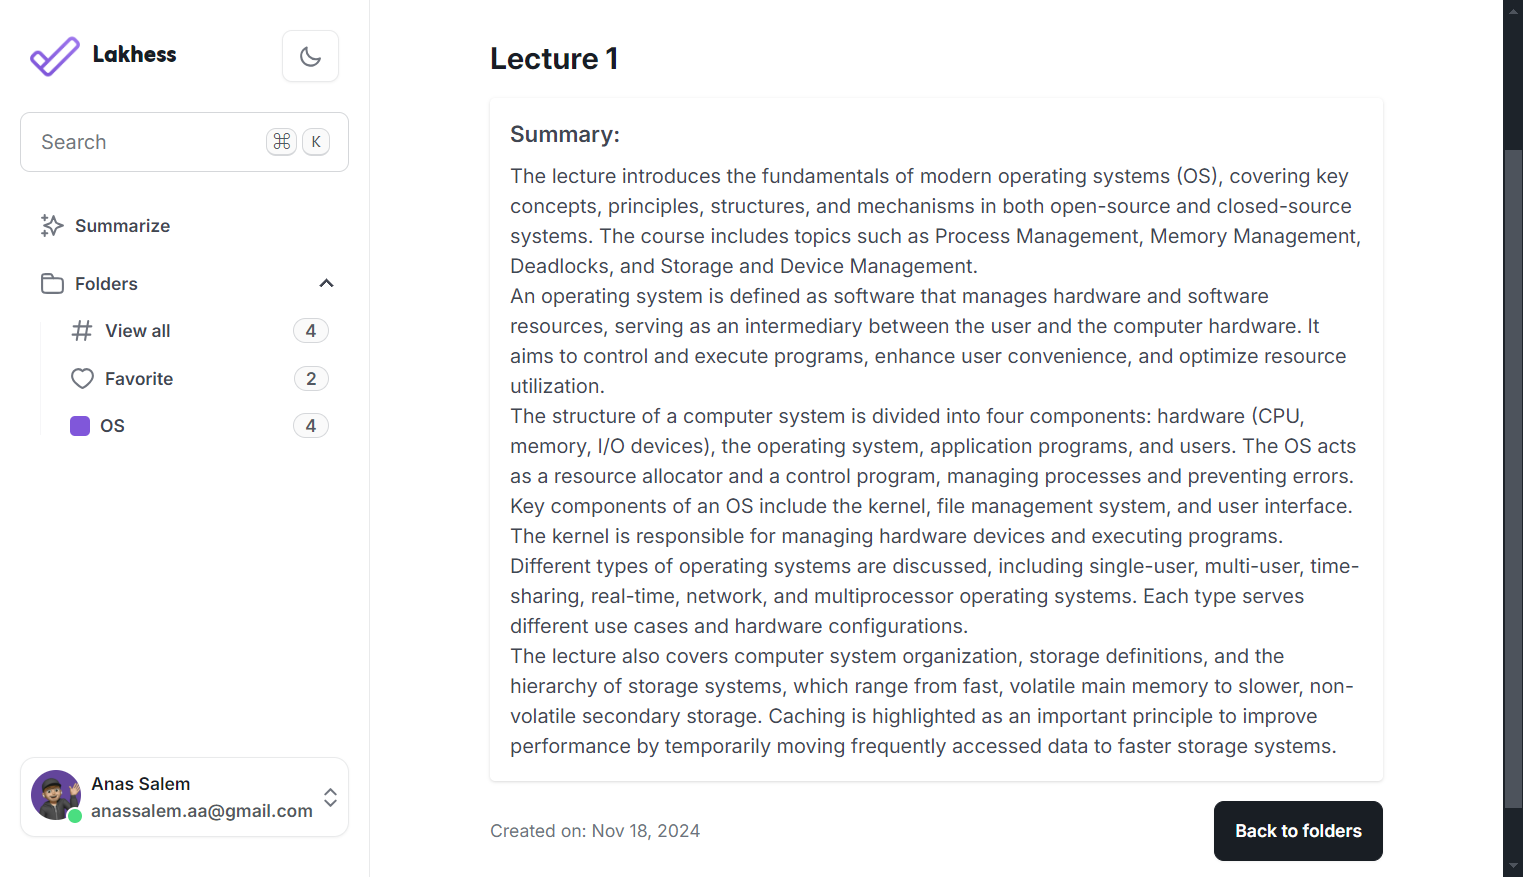 Lakhess
Search
⌘ K
Summarize
Folders
View all 4
Favorite 2
OS 4
Anas Salem
anassalem.aa@gmail.com
Lecture 1
Summary:
The lecture introduces the fundamentals of modern operating systems (OS), covering key
concepts, principles, structures, and mechanisms in both open-source and closed-source
systems. The course includes topics such as Process Management, Memory Management,
Deadlocks, and Storage and Device Management.
An operating system is defined as software that manages hardware and software
resources, serving as an intermediary between the user and the computer hardware. It
aims to control and execute programs, enhance user convenience, and optimize resource
utilization.
The structure of a computer system is divided into four components: hardware (CPU,
memory, I/O devices), the operating system, application programs, and users. The OS acts
as a resource allocator and a control program, managing processes and preventing errors.
Key components of an OS include the kernel, file management system, and user interface.
The kernel is responsible for managing hardware devices and executing programs.
Different types of operating systems are discussed, including single-user, multi-user, time-
sharing, real-time, network, and multiprocessor operating systems. Each type serves
different use cases and hardware configurations.
The lecture also covers computer system organization, storage definitions, and the
hierarchy of storage systems, which range from fast, volatile main memory to slower, non-
volatile secondary storage. Caching is highlighted as an important principle to improve
performance by temporarily moving frequently accessed data to faster storage systems.
Created on: Nov 18, 2024
Back to folders